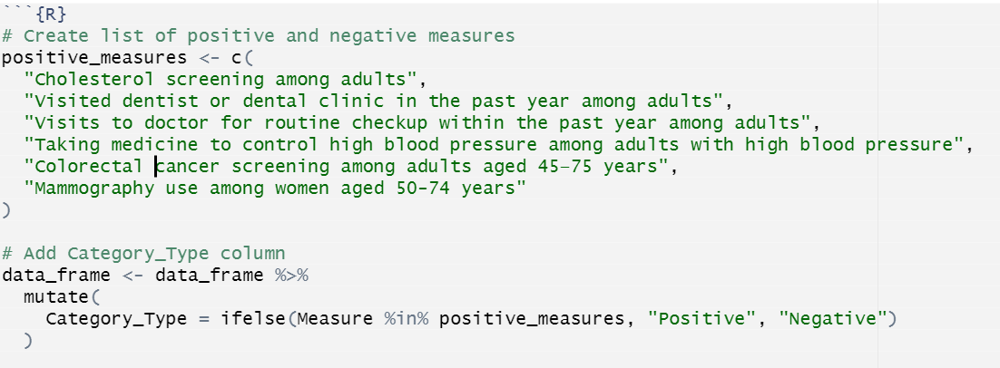 ```{R}
# Create list of positive and negative measures
positive_measures <- c(
  "Cholesterol screening among adults",
  "Visited dentist or dental clinic in the past year among adults",
  "Visits to doctor for routine checkup within the past year among adults",
  "Taking medicine to control high blood pressure among adults with high blood pressure",
  "Colorectal cancer screening among adults aged 45–75 years",
  "Mammography use among women aged 50-74 years"
)

# Add Category_Type column
data_frame <- data_frame %>%
  mutate(
    Category_Type = ifelse(Measure %in% positive_measures, "Positive", "Negative")
  )